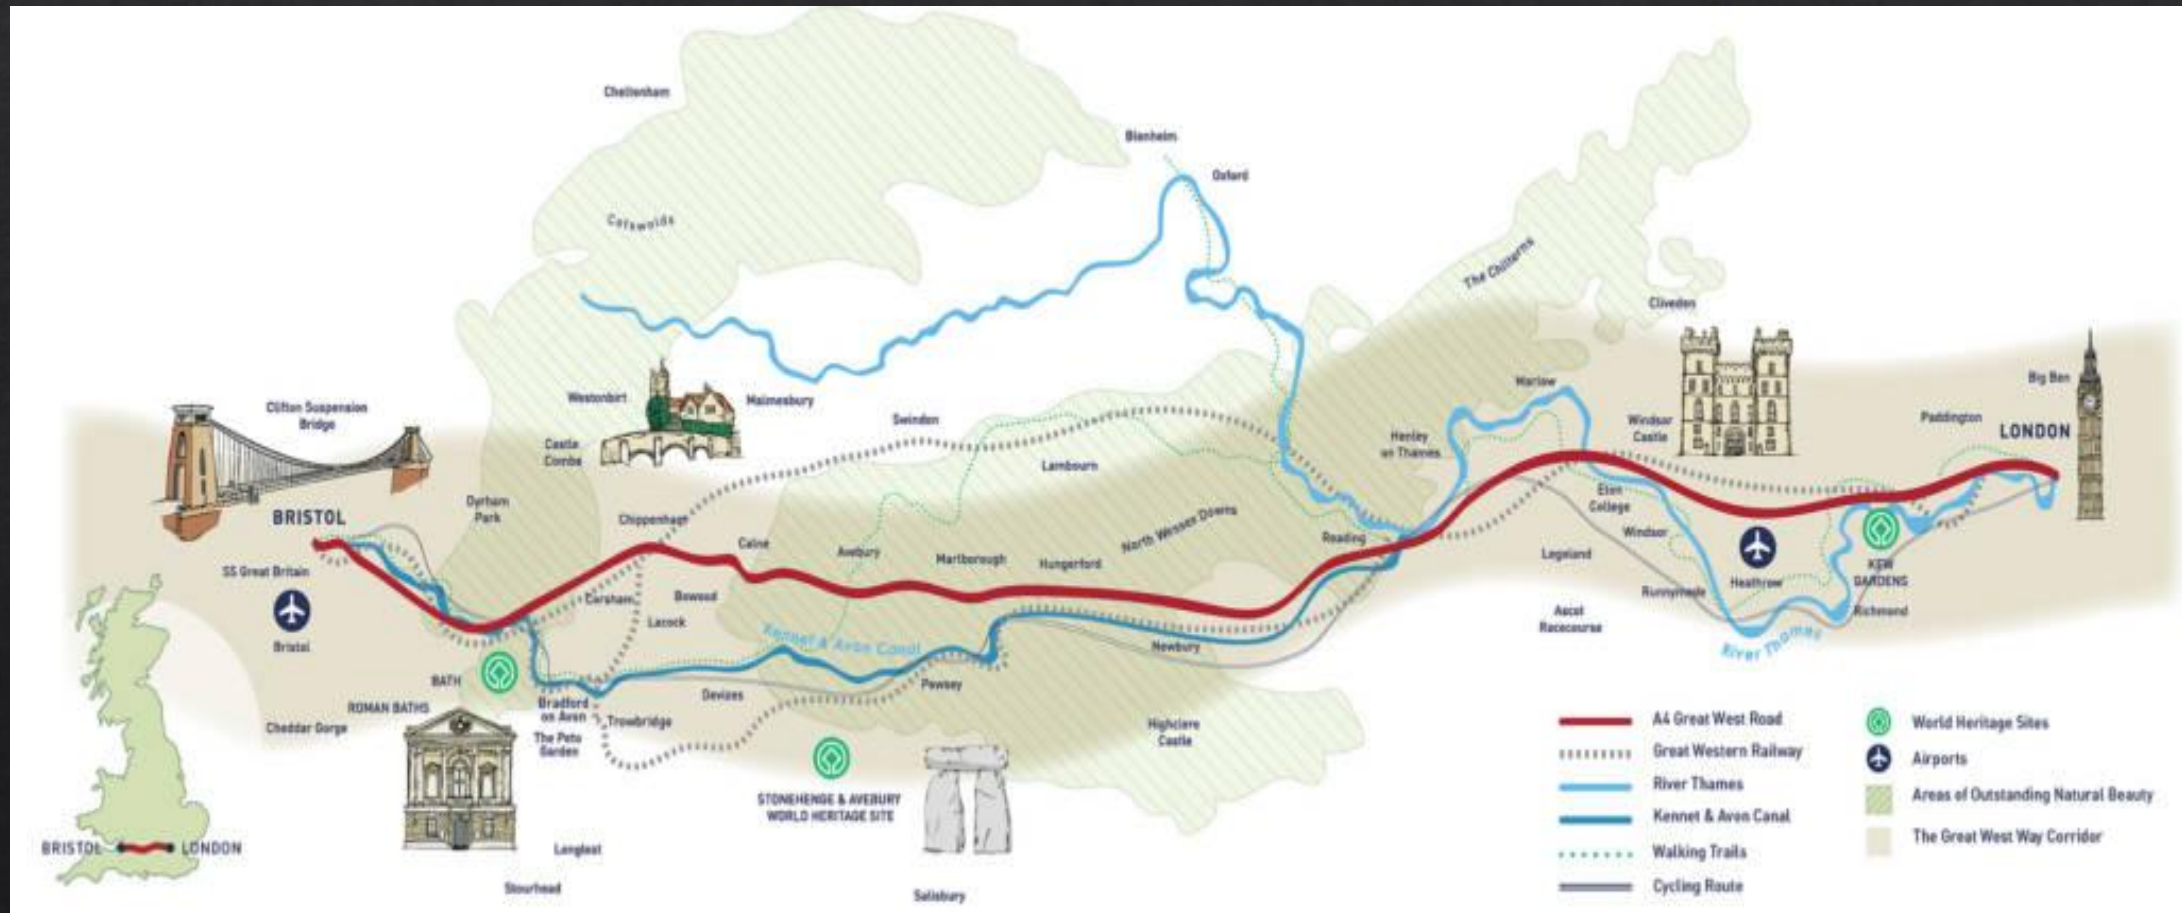 Cheltenham
Blenheim
Oxford
Cotswolds
The Chilterns
Cliveden
Clifton Suspension
Bridge
Westonbirt
Malmesbury
Castle
Combe
Swindon
Marlow
Henley
on Thames
Windsor
Castle
Big Ben
Paddington
LONDON
BRISTOL
Dyrham
Park
Chippenham
Lambourn
Calne
Avebury
Marlborough
Hungerford
North Wessex Downs
Reading
Eton
College
Windsor
Legoland
Heathrow
KEW
GARDENS
Runnymede
Richmond
Ascot
Racecourse
River Thames
SS Great Britain
Bristol
Corsham
Bowood
Lacock
Kennet & Avon Canal
Newbury
BATH
ROMAN BATHS
Bradford
on Avon
Trowbridge
The Peto
Garden
Devizes
Pewsey
Cheddar Gorge
Highclere
Castle
STONEHENGE & AVEBURY
WORLD HERITAGE SITE
Longleat
Stourhead
Salisbury
BRISTOL
LONDON
A4 Great West Road
Great Western Railway
River Thames
Kennet & Avon Canal
Walking Trails
Cycling Route
World Heritage Sites
Airports
Areas of Outstanding Natural Beauty
The Great West Way Corridor